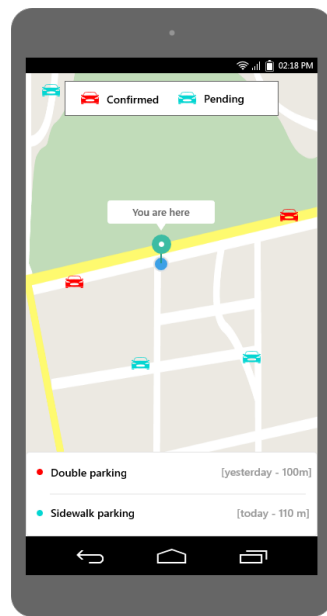 02:18 PM
Confirmed Pending
You are here
Double parking [yesterday - 100m]
Sidewalk parking [today - 110 m]